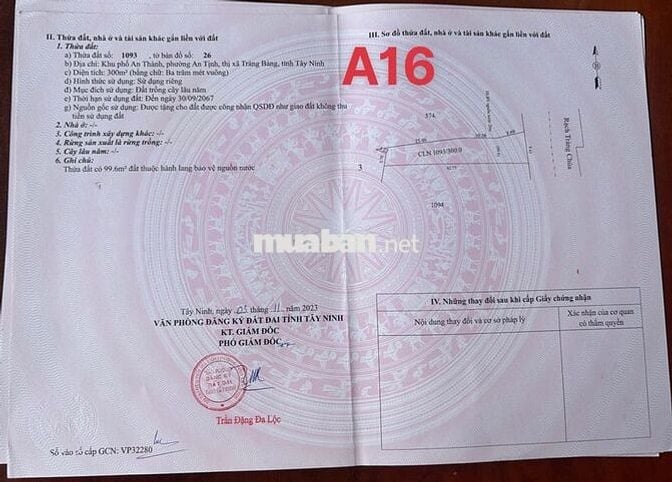 II. Thửa đất, nhà ở và tài sản khác gắn liền với đất
1. Thửa đất:
a) Thửa đất số: 1093, tờ bản đồ số: 26
b) Địa chỉ: Khu phố An Thành, phường An Tịnh, thị xã Trảng Bàng, tỉnh Tây Ninh
c) Diện tích: 300m² (bằng chữ: Ba trăm mét vuông)
d) Hình thức sử dụng: Sử dụng riêng
đ) Mục đích sử dụng: Đất trồng cây lâu năm
e) Thời hạn sử dụng đất: Đến ngày 30/09/2067
g) Nguồn gốc sử dụng: Được tặng cho đất được công nhận QSDĐ như giao đất không thu
tiền sử dụng đất
2. Nhà ở: -/-
3. Công trình xây dựng khác: -/-
4. Rừng sản xuất là rừng trồng: -/-
5. Cây lâu năm: -/-
6. Ghi chú:
Thửa đất có 99.6m² đất thuộc hành lang bảo vệ nguồn nước
Tây Ninh, ngày 03 tháng 11 năm 2023
VĂN PHÒNG ĐĂNG KÝ ĐẤT ĐAI TỈNH TÂY NINH
KT. GIÁM ĐỐC
PHÓ GIÁM ĐỐC
Trần Đặng Đa Lộc
Số vào sổ cấp GCN: VP32280
III. Sơ đồ thửa đất, nhà ở và tài sản khác gắn liền với đất
A16
574
Rạch Trảng Chùa
CLN 1093/300.0
3
1094
muaban.net
IV. Những thay đổi sau khi cấp Giấy chứng nhận
Nội dung thay đổi và cơ sở pháp lý
Xác nhận của cơ quan
có thẩm quyền